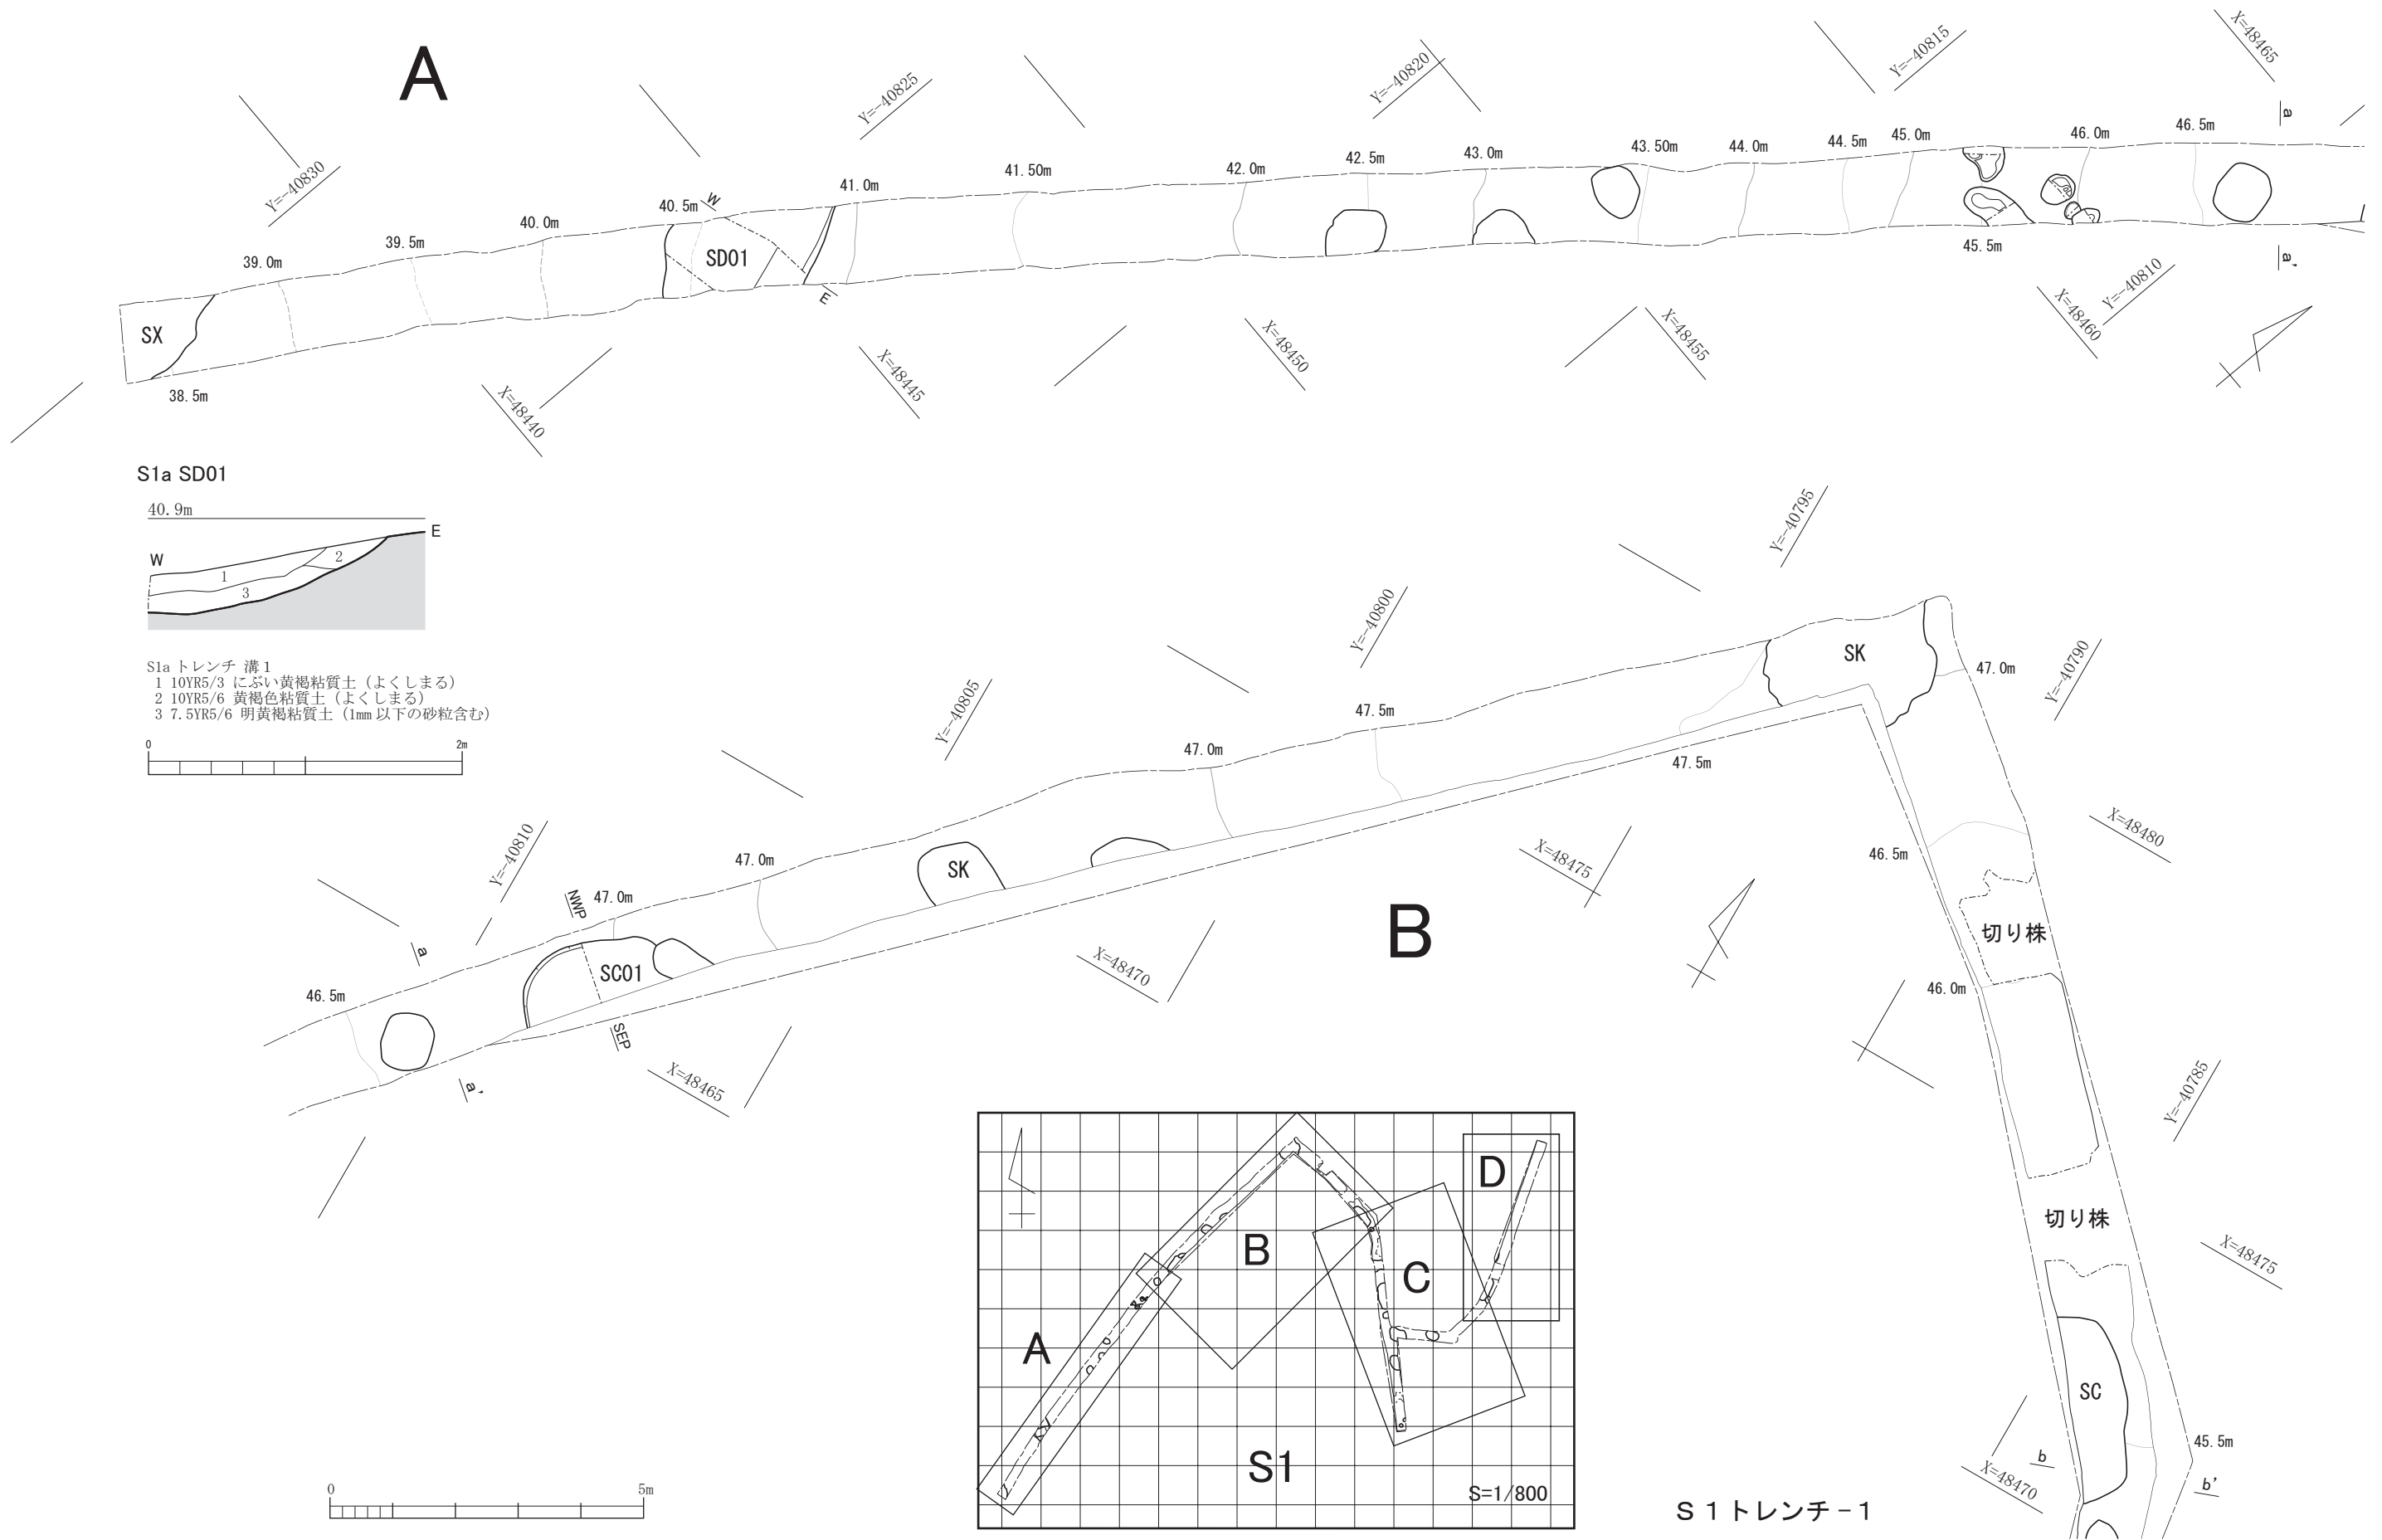 A
Y=-40830
Y=-40825
Y=-40820
Y=-40815
X=48465
a
38.5m
39.0m
39.5m
40.0m
40.5m
W
41.0m
41.50m
42.0m
42.5m
43.0m
43.50m
44.0m
44.5m
45.0m
45.5m
46.0m
46.5m
SX
SD01
E
a'
X=48440
X=48445
X=48450
X=48455
X=48460
Y=-40810
S1a SD01
40.9m
W
E
1
2
3
S1a トレンチ 溝1
1 10YR5/3 にぶい黄褐粘質土（よくしまる）
2 10YR5/6 黄褐色粘質土（よくしまる）
3 7.5YR5/6 明黄褐粘質土（1mm以下の砂粒含む）
0
2m
Y=-40810
Y=-40805
Y=-40800
Y=-40795
Y=-40790
46.5m
a
a'
NWP
47.0m
SC01
SEP
47.0m
SK
47.0m
47.5m
47.5m
SK
47.0m
X=48465
X=48470
X=48475
X=48480
B
46.5m
切り株
46.0m
Y=-40785
切り株
X=48475
SC
45.5m
b
b'
X=48470
A
B
C
D
S1
S=1/800
0
5m
S1トレンチ-1